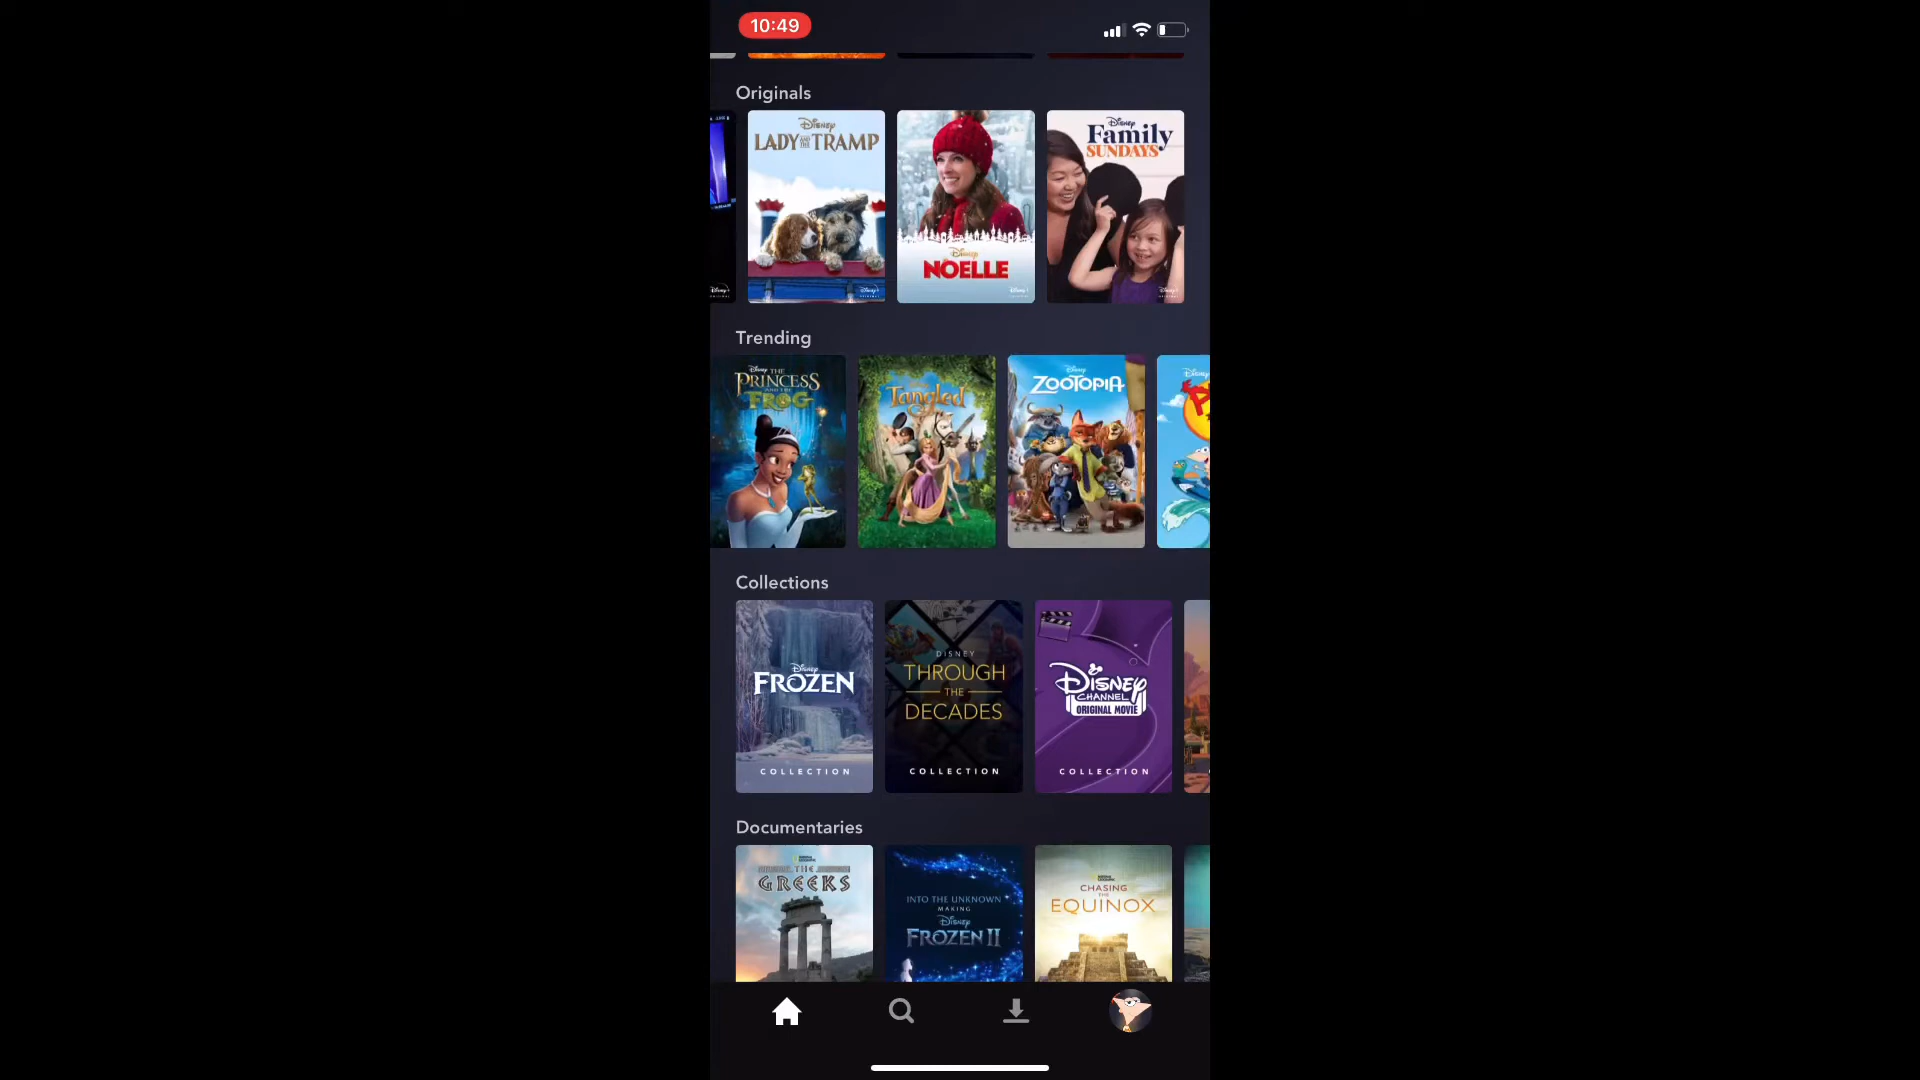 10:49
Originals
Disney
LADY AND THE TRAMP
Disney
NOELLE
Disney
Family
SUNDAYS
Trending
Disney THE
PRINCESS
AND THE
FROG
Tangled
Disney
ZOOTOPIA
Disney
Collections
Disney
FROZEN
COLLECTION
DISNEY
THROUGH
THE
DECADES
COLLECTION
Disney
CHANNEL
ORIGINAL MOVIE
COLLECTION
Documentaries
THE
GREEKS
INTO THE UNKNOWN
MAKING
Disney
FROZEN II
CHASING
THE
EQUINOX